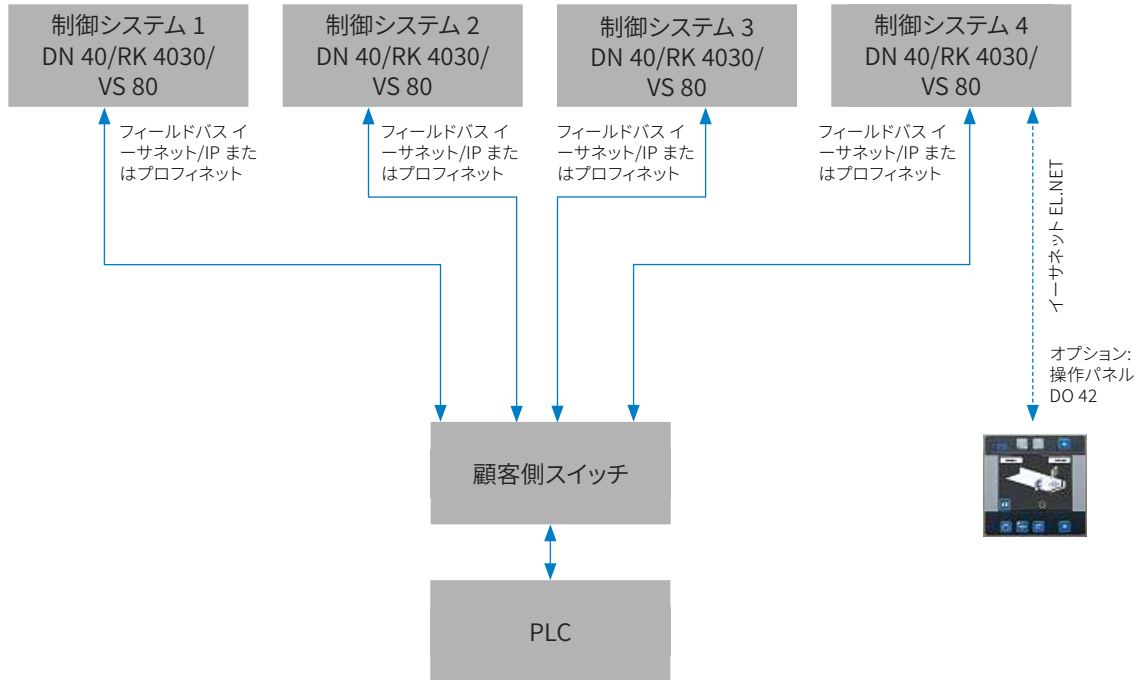 制御システム 1
DN 40/RK 4030/
VS 80
制御システム 2
DN 40/RK 4030/
VS 80
制御システム 3
DN 40/RK 4030/
VS 80
制御システム 4
DN 40/RK 4030/
VS 80
フィールドバス イ
ーサネット/IP また
はプロフィネット
フィールドバス イ
ーサネット/IP また
はプロフィネット
フィールドバス イ
ーサネット/IP また
はプロフィネット
フィールドバス イ
ーサネット/IP また
はプロフィネット
イーサネット EL.NET
オプション:
操作パネル
DO 42
顧客側スイッチ
PLC